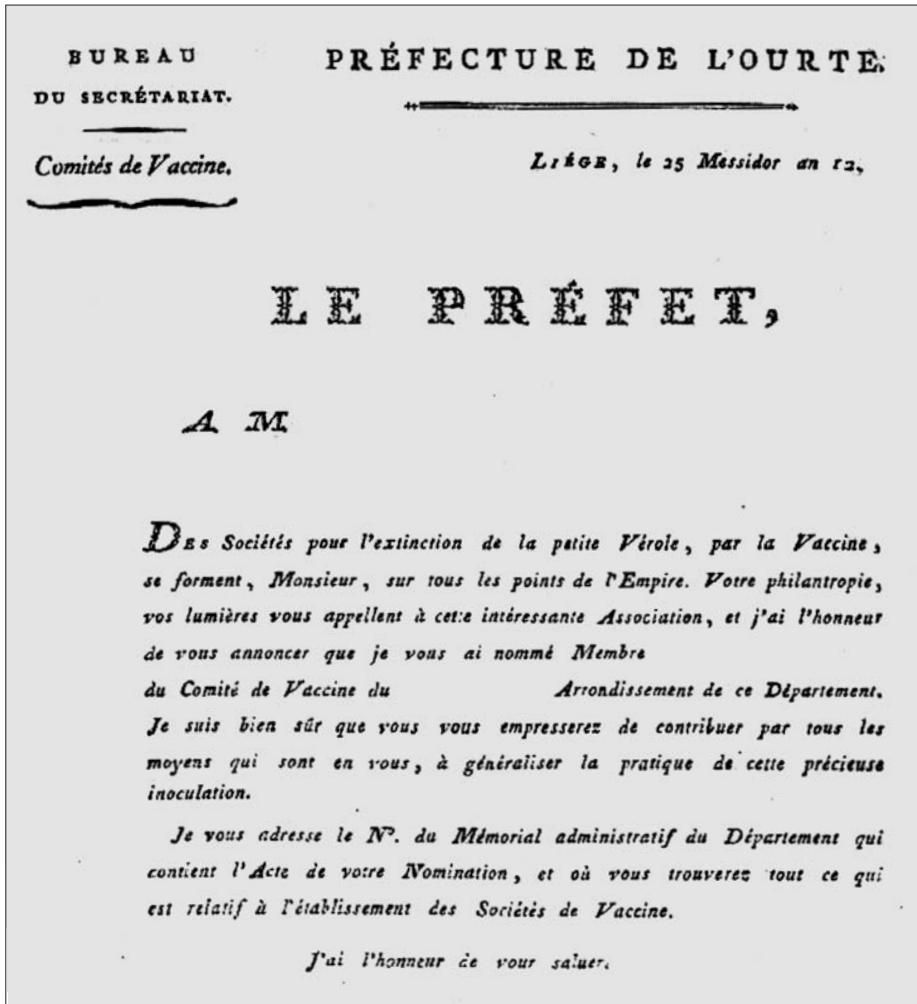 BUREAU
DU SECRÉTARIAT.
Comités de Vaccine.
PRÉFECTURE DE L'OURTE.
LIÉGE, le 25 Messidor an 12,
LE PRÉFET,
A M
DES Sociétés pour l'extinction de la petite Vérole, par la Vaccine,
se forment, Monsieur, sur tous les points de l'Empire. Votre philantropie,
vos lumières vous appellent à cette intéressante Association, et j'ai l'honneur
de vous annoncer que je vous ai nommé Membre
du Comité de Vaccine du Arrondissement de ce Département.
Je suis bien sûr que vous vous empresserez de contribuer par tous les
moyens qui sont en vous, à généraliser la pratique de cette précieuse
inoculation.
Je vous adresse le N°. du Mémorial administratif du Département qui
contient l'Acte de votre Nomination, et où vous trouverez tout ce qui
est relatif à l'établissement des Sociétés de Vaccine.
J'ai l'honneur de vour saluer.